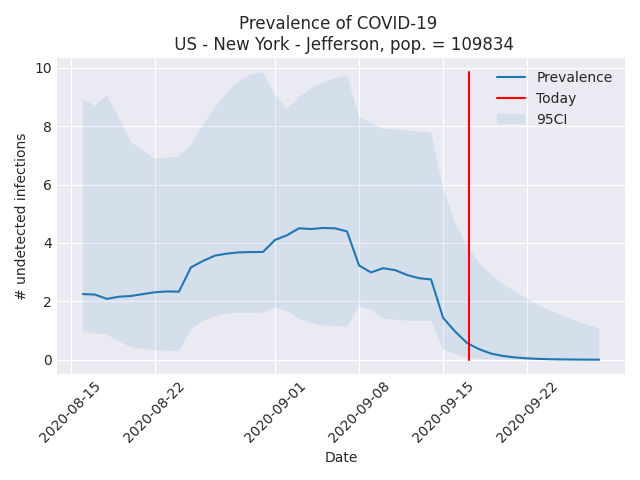 Prevalence of COVID-19
US - New York - Jefferson, pop. = 109834
10
8
6
4
2
0
# undetected infections
Prevalence
Today
95CI
2020-08-15
2020-08-22
2020-09-01
2020-09-08
2020-09-15
2020-09-22
Date